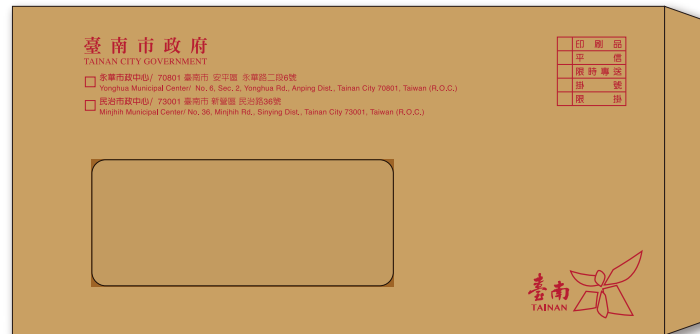 臺南市政府
TAINAN CITY GOVERNMENT
永華市政中心/ 70801 臺南市 安平區 永華路二段6號
Yonghua Municipal Center/ No. 6, Sec. 2, Yonghua Rd., Anping Dist., Tainan City 70801, Taiwan (R.O.C.)
民治市政中心/ 73001 臺南市 新營區 民治路36號
Minjhih Municipal Center/ No. 36, Minjhih Rd., Sinying Dist., Tainan City 73001, Taiwan (R.O.C.)
印刷品
平信
限時專送
掛號
限掛
臺南
TAINAN